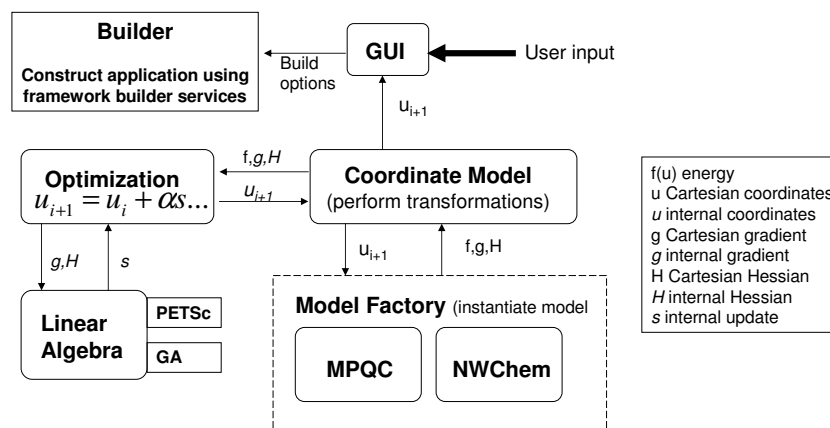 Builder
Construct application using
framework builder services
Build
options
GUI
User input
u_{i+1}
Optimization
u_{i+1} = u_i + αs...
f,g,H
u_{i+1}
Coordinate Model
(perform transformations)
g,H
s
u_{i+1}
f,g,H
Linear
Algebra
PETSc
GA
Model Factory (instantiate model
MPQC
NWChem
f(u) energy
u Cartesian coordinates
u internal coordinates
g Cartesian gradient
g internal gradient
H Cartesian Hessian
H internal Hessian
s internal update